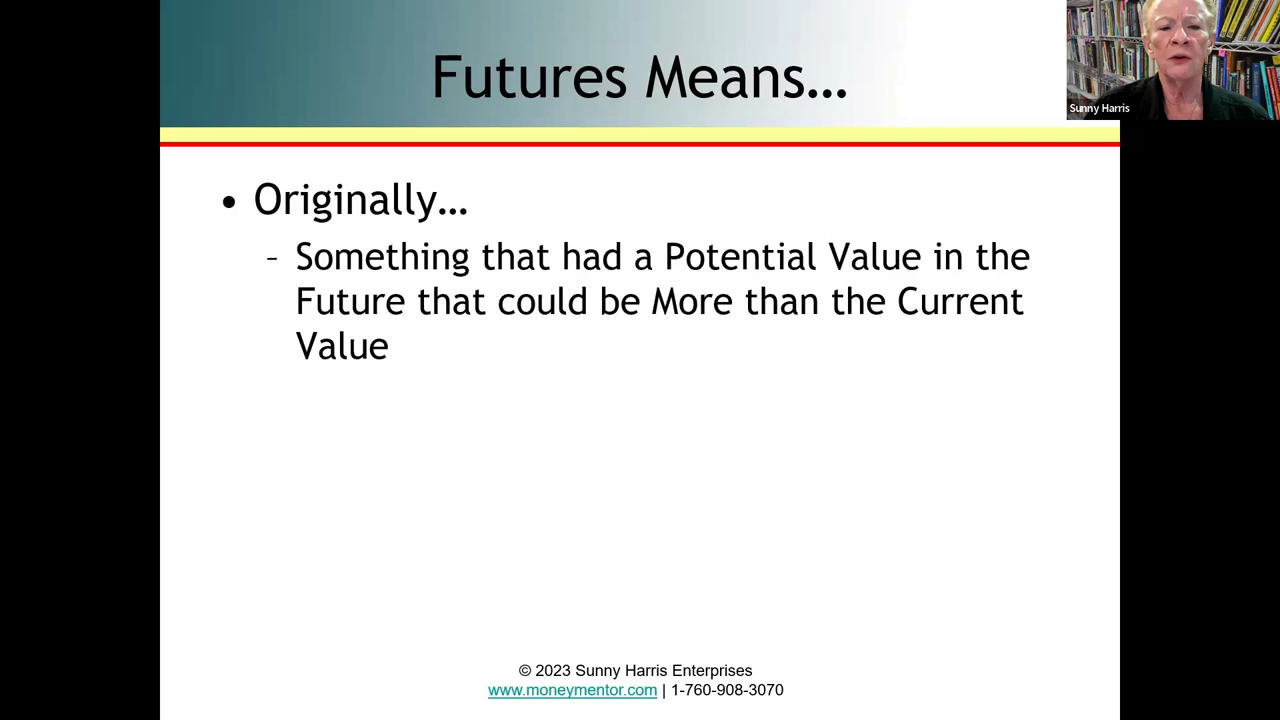 Futures Means…
Sunny Harris
• Originally…
– Something that had a Potential Value in the
Future that could be More than the Current
Value
© 2023 Sunny Harris Enterprises
www.moneymentor.com | 1-760-908-3070